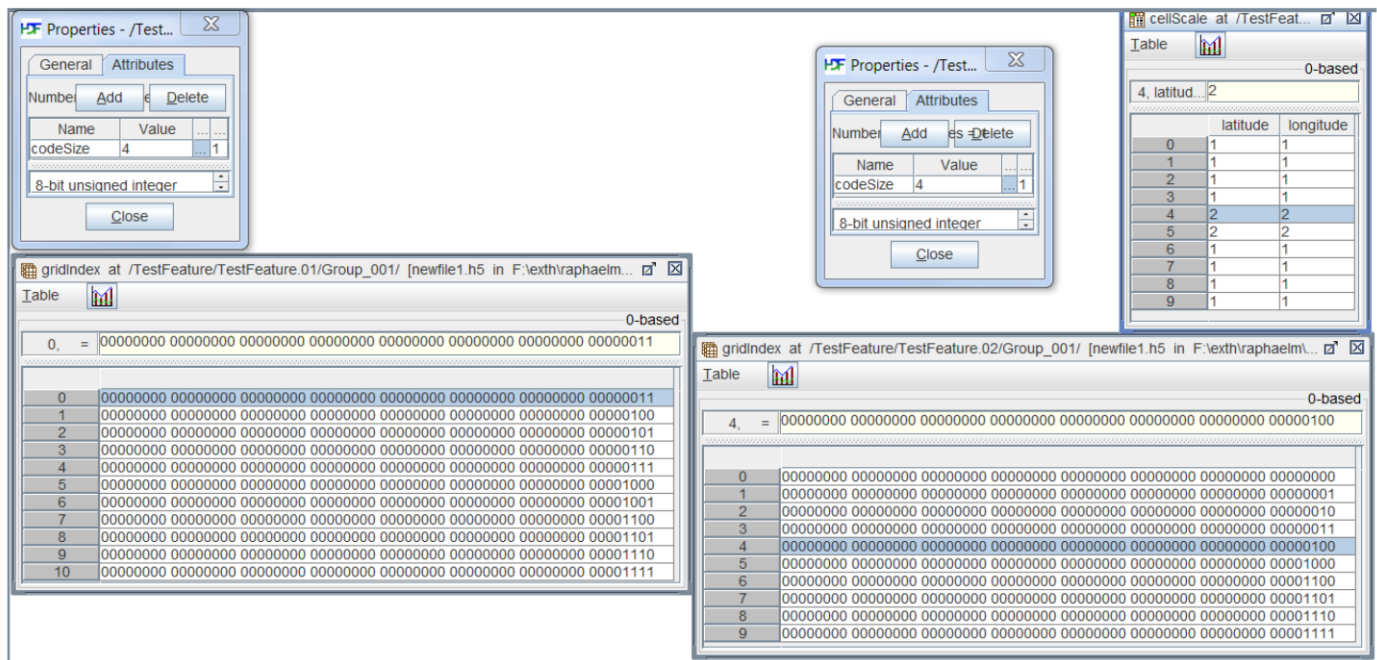 HDF Properties - /Test...
General Attributes
Number Add e Delete
Name Value ... ...
codeSize 4 ... 1
8-bit unsigned integer
Close
gridIndex at /TestFeature/TestFeature.01/Group_001/ [newfile1.h5 in F:\exth\raphaelm...
Table
0-based
0, = 00000000 00000000 00000000 00000000 00000000 00000000 00000000 00000011
0 00000000 00000000 00000000 00000000 00000000 00000000 00000000 00000011
1 00000000 00000000 00000000 00000000 00000000 00000000 00000000 00000100
2 00000000 00000000 00000000 00000000 00000000 00000000 00000000 00000101
3 00000000 00000000 00000000 00000000 00000000 00000000 00000000 00000110
4 00000000 00000000 00000000 00000000 00000000 00000000 00000000 00000111
5 00000000 00000000 00000000 00000000 00000000 00000000 00000000 00001000
6 00000000 00000000 00000000 00000000 00000000 00000000 00000000 00001001
7 00000000 00000000 00000000 00000000 00000000 00000000 00000000 00001100
8 00000000 00000000 00000000 00000000 00000000 00000000 00000000 00001101
9 00000000 00000000 00000000 00000000 00000000 00000000 00000000 00001110
10 00000000 00000000 00000000 00000000 00000000 00000000 00000000 00001111
HDF Properties - /Test...
General Attributes
Number Add es = Delete
Name Value ... ...
codeSize 4 ... 1
8-bit unsigned integer
Close
cellScale at /TestFeat...
Table
0-based
4, latitud... 2
latitude longitude
0 1 1
1 1 1
2 1 1
3 1 1
4 2 2
5 2 2
6 1 1
7 1 1
8 1 1
9 1 1
gridIndex at /TestFeature/TestFeature.02/Group_001/ [newfile1.h5 in F:\exth\raphaelm\...
Table
0-based
4, = 00000000 00000000 00000000 00000000 00000000 00000000 00000000 00000100
0 00000000 00000000 00000000 00000000 00000000 00000000 00000000 00000000
1 00000000 00000000 00000000 00000000 00000000 00000000 00000000 00000001
2 00000000 00000000 00000000 00000000 00000000 00000000 00000000 00000010
3 00000000 00000000 00000000 00000000 00000000 00000000 00000000 00000011
4 00000000 00000000 00000000 00000000 00000000 00000000 00000000 00000100
5 00000000 00000000 00000000 00000000 00000000 00000000 00000000 00001000
6 00000000 00000000 00000000 00000000 00000000 00000000 00000000 00001100
7 00000000 00000000 00000000 00000000 00000000 00000000 00000000 00001101
8 00000000 00000000 00000000 00000000 00000000 00000000 00000000 00001110
9 00000000 00000000 00000000 00000000 00000000 00000000 00000000 00001111